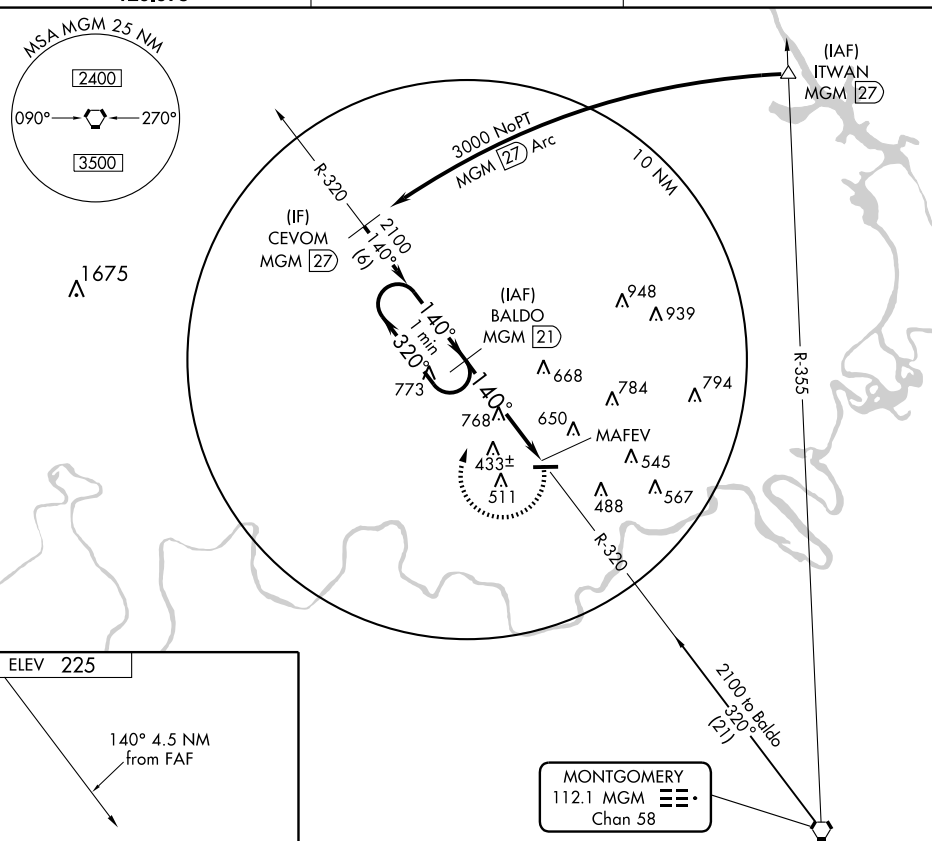 MSA MGM 25 NM
2400
090°
270°
3500
(IAF)
ITWAN
MGM 27
3000 NoPT
MGM 27 Arc
10 NM
R-320
(IF)
CEVOM
MGM 27
2100
140°
(6)
1675
(IAF)
BALDO
MGM 21
948
939
140°
1 min
320°
773
668
784
794
R-355
140°
768
650
MAFEV
433±
545
511
488
567
R-320
ELEV 225
140° 4.5 NM
from FAF
2100 to Baldo
320°
(21)
MONTGOMERY
112.1 MGM
Chan 58